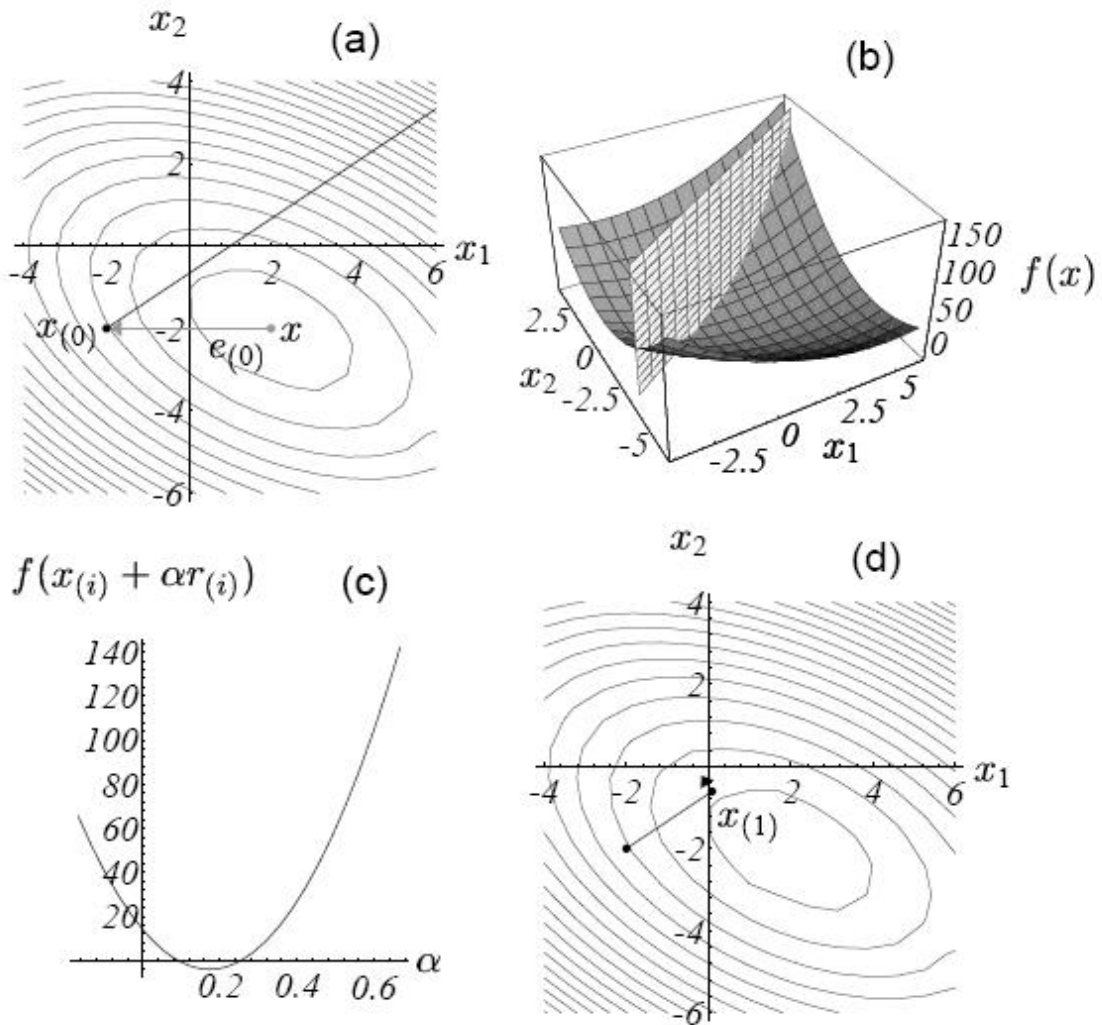 x₂
(a)
4
2
-4 -2 2 4 6 x₁
x₍₀₎ -2 x
e₍₀₎
-4
-6
(b)
150
100
50
0
f(x)
2.5
0
-2.5
-5
x₂
-2.5 0 2.5 5
x₁
f(x₍ᵢ₎ + αr₍ᵢ₎)
(c)
140
120
100
80
60
40
20
0.2 0.4 0.6 α
x₂
(d)
4
2
-4 -2 2 4 6 x₁
x₍₁₎
-2
-4
-6